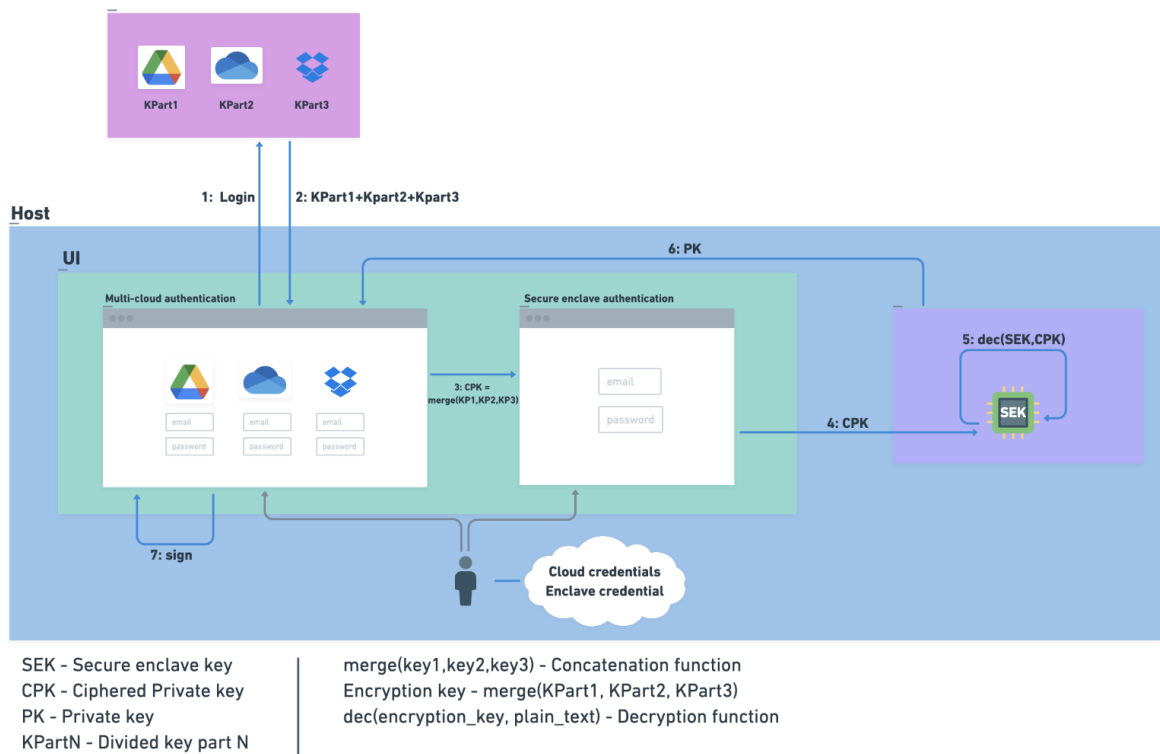 KPart1
KPart2
KPart3
1: Login
2: KPart1+Kpart2+Kpart3
Host
6: PK
UI
Multi-cloud authentication
Secure enclave authentication
5: dec(SEK,CPK)
3: CPK =
merge(KP1,KP2,KP3)
email
email
email
password
password
password
email
password
SEK
4: CPK
7: sign
Cloud credentials
Enclave credential
SEK - Secure enclave key
CPK - Ciphered Private key
PK - Private key
KPartN - Divided key part N
merge(key1,key2,key3) - Concatenation function
Encryption key - merge(KPart1, KPart2, KPart3)
dec(encryption_key, plain_text) - Decryption function